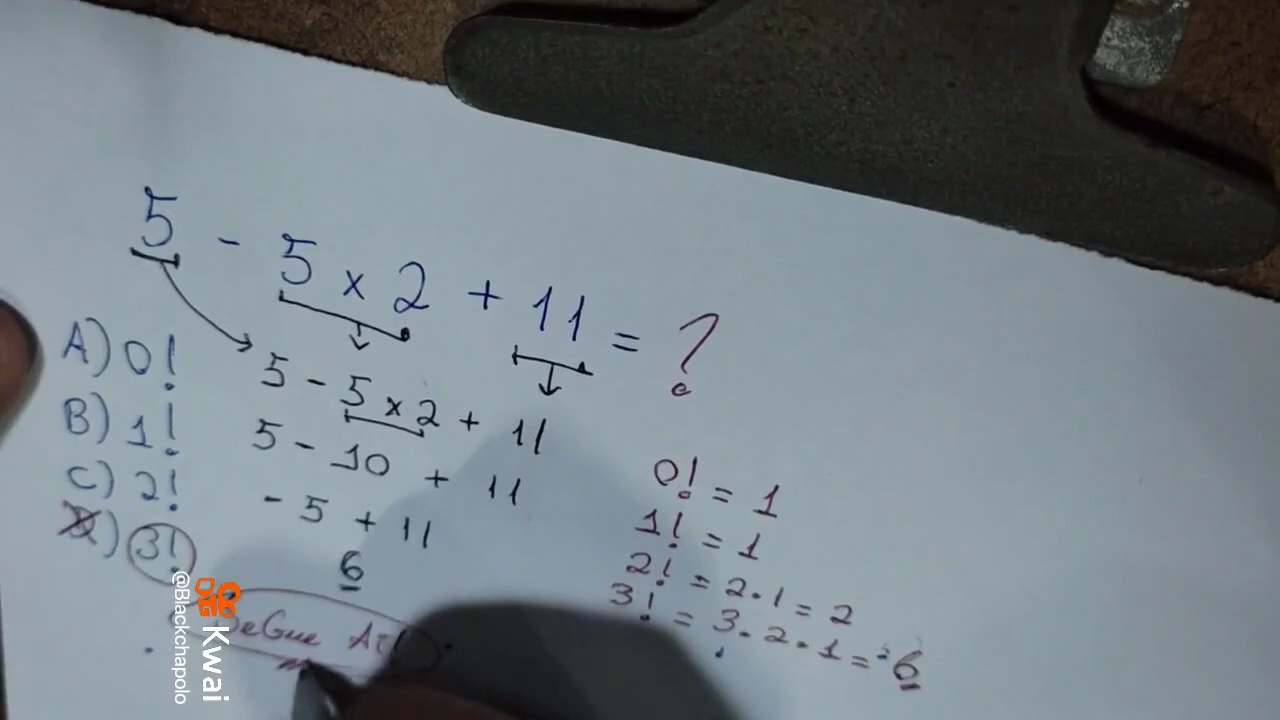 5 - 5 x 2 + 11 = ?
A) 0!
B) 1!
C) 2!
D) 3!
5 - 5 x 2 + 11
5 - 10 + 11
- 5 + 11
6
0! = 1
1! = 1
2! = 2.1 = 2
3! = 3.2.1 = 6
Kwai
@Blackchapolo